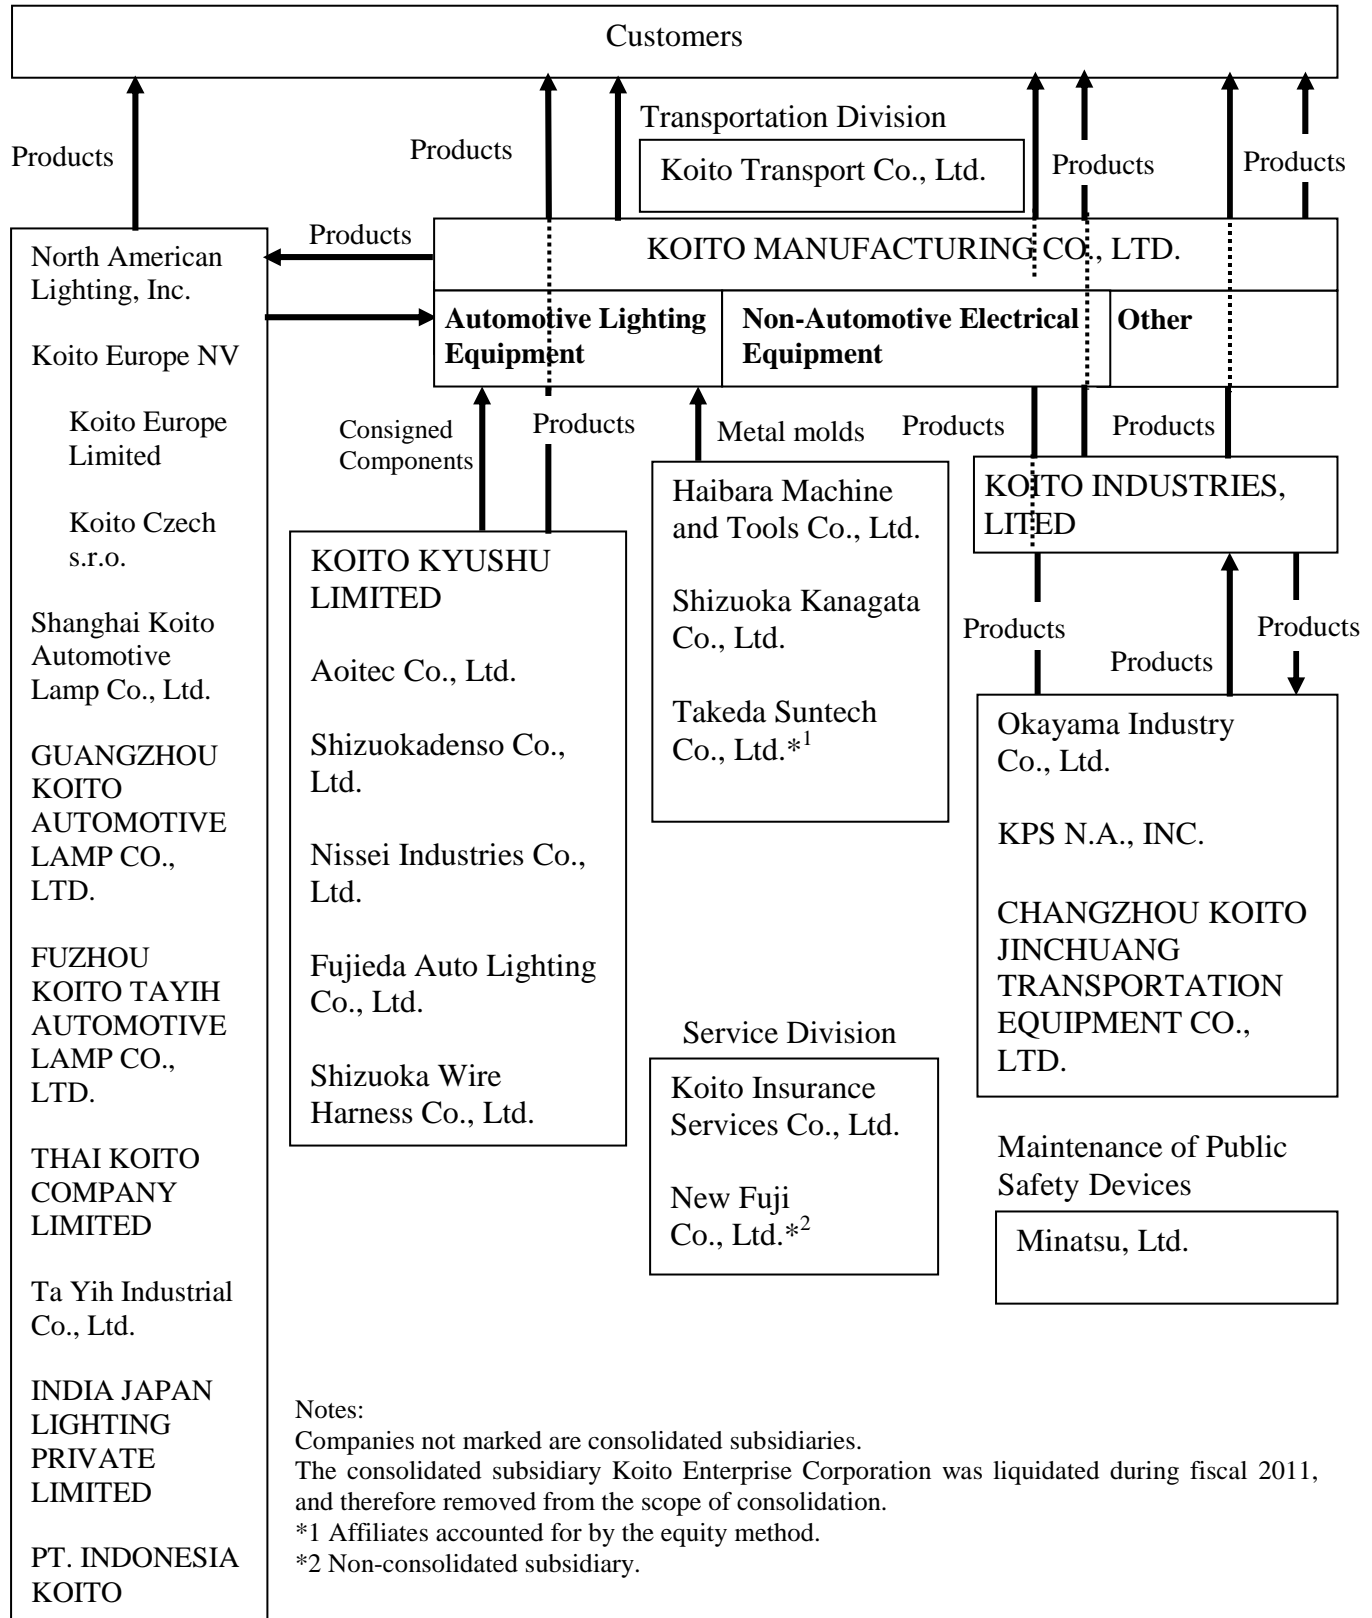 Customers
Products
Products
Transportation Division
Koito Transport Co., Ltd.
Products
Products
Products
KOITO MANUFACTURING CO., LTD.
Automotive Lighting
Equipment
Non-Automotive Electrical
Equipment
Other
North American
Lighting, Inc.
Koito Europe NV
Koito Europe
Limited
Koito Czech
s.r.o.
Shanghai Koito
Automotive
Lamp Co., Ltd.
GUANGZHOU
KOITO
AUTOMOTIVE
LAMP CO.,
LTD.
FUZHOU
KOITO TAYIH
AUTOMOTIVE
LAMP CO.,
LTD.
THAI KOITO
COMPANY
LIMITED
Ta Yih Industrial
Co., Ltd.
INDIA JAPAN
LIGHTING
PRIVATE
LIMITED
PT. INDONESIA
KOITO
Consigned
Components
Products
Metal molds
Products
Products
KOITO KYUSHU
LIMITED
Aoitec Co., Ltd.
Shizuokadenso Co.,
Ltd.
Nissei Industries Co.,
Ltd.
Fujieda Auto Lighting
Co., Ltd.
Shizuoka Wire
Harness Co., Ltd.
Haibara Machine
and Tools Co., Ltd.
Shizuoka Kanagata
Co., Ltd.
Takeda Suntech
Co., Ltd.*1
KOITO INDUSTRIES,
LITED
Products
Products
Products
Okayama Industry
Co., Ltd.
KPS N.A., INC.
CHANGZHOU KOITO
JINCHUANG
TRANSPORTATION
EQUIPMENT CO.,
LTD.
Service Division
Koito Insurance
Services Co., Ltd.
New Fuji
Co., Ltd.*2
Maintenance of Public
Safety Devices
Minatsu, Ltd.
Notes:
Companies not marked are consolidated subsidiaries.
The consolidated subsidiary Koito Enterprise Corporation was liquidated during fiscal 2011,
and therefore removed from the scope of consolidation.
*1 Affiliates accounted for by the equity method.
*2 Non-consolidated subsidiary.